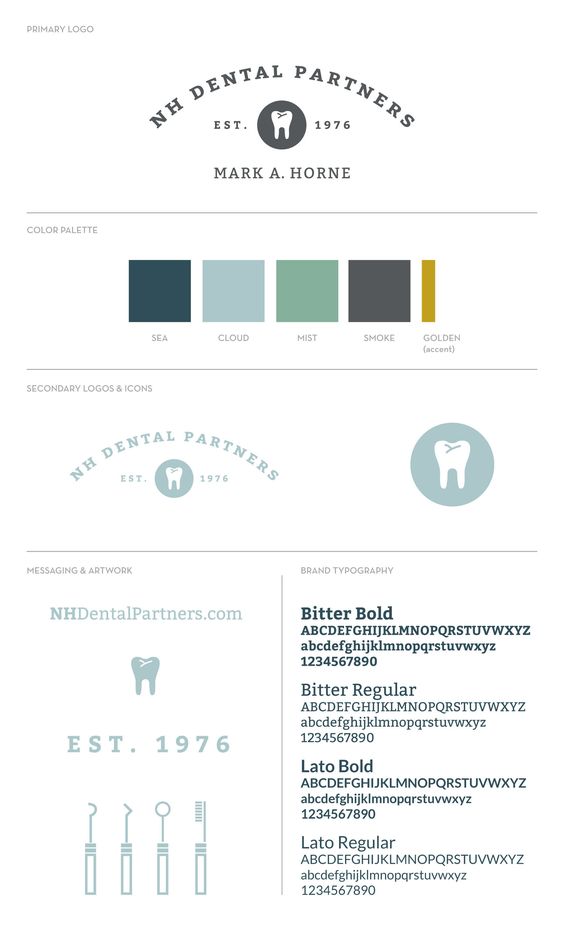 PRIMARY LOGO
NH DENTAL PARTNERS
EST. 1976
MARK A. HORNE
COLOR PALETTE
SEA CLOUD MIST SMOKE GOLDEN
(accent)
SECONDARY LOGOS & ICONS
NH DENTAL PARTNERS
EST. 1976
MESSAGING & ARTWORK
NHDentalPartners.com
EST. 1976
BRAND TYPOGRAPHY
Bitter Bold
ABCDEFGHIJKLMNOPQRSTUVWXYZ
abcdefghijklmnopqrstuvwxyz
1234567890
Bitter Regular
ABCDEFGHIJKLMNOPQRSTUVWXYZ
abcdefghijklmnopqrstuvwxyz
1234567890
Lato Bold
ABCDEFGHIJKLMNOPQRSTUVWXYZ
abcdefghijklmnopqrstuvwxyz
1234567890
Lato Regular
ABCDEFGHIJKLMNOPQRSTUVWXYZ
abcdefghijklmnopqrstuvwxyz
1234567890